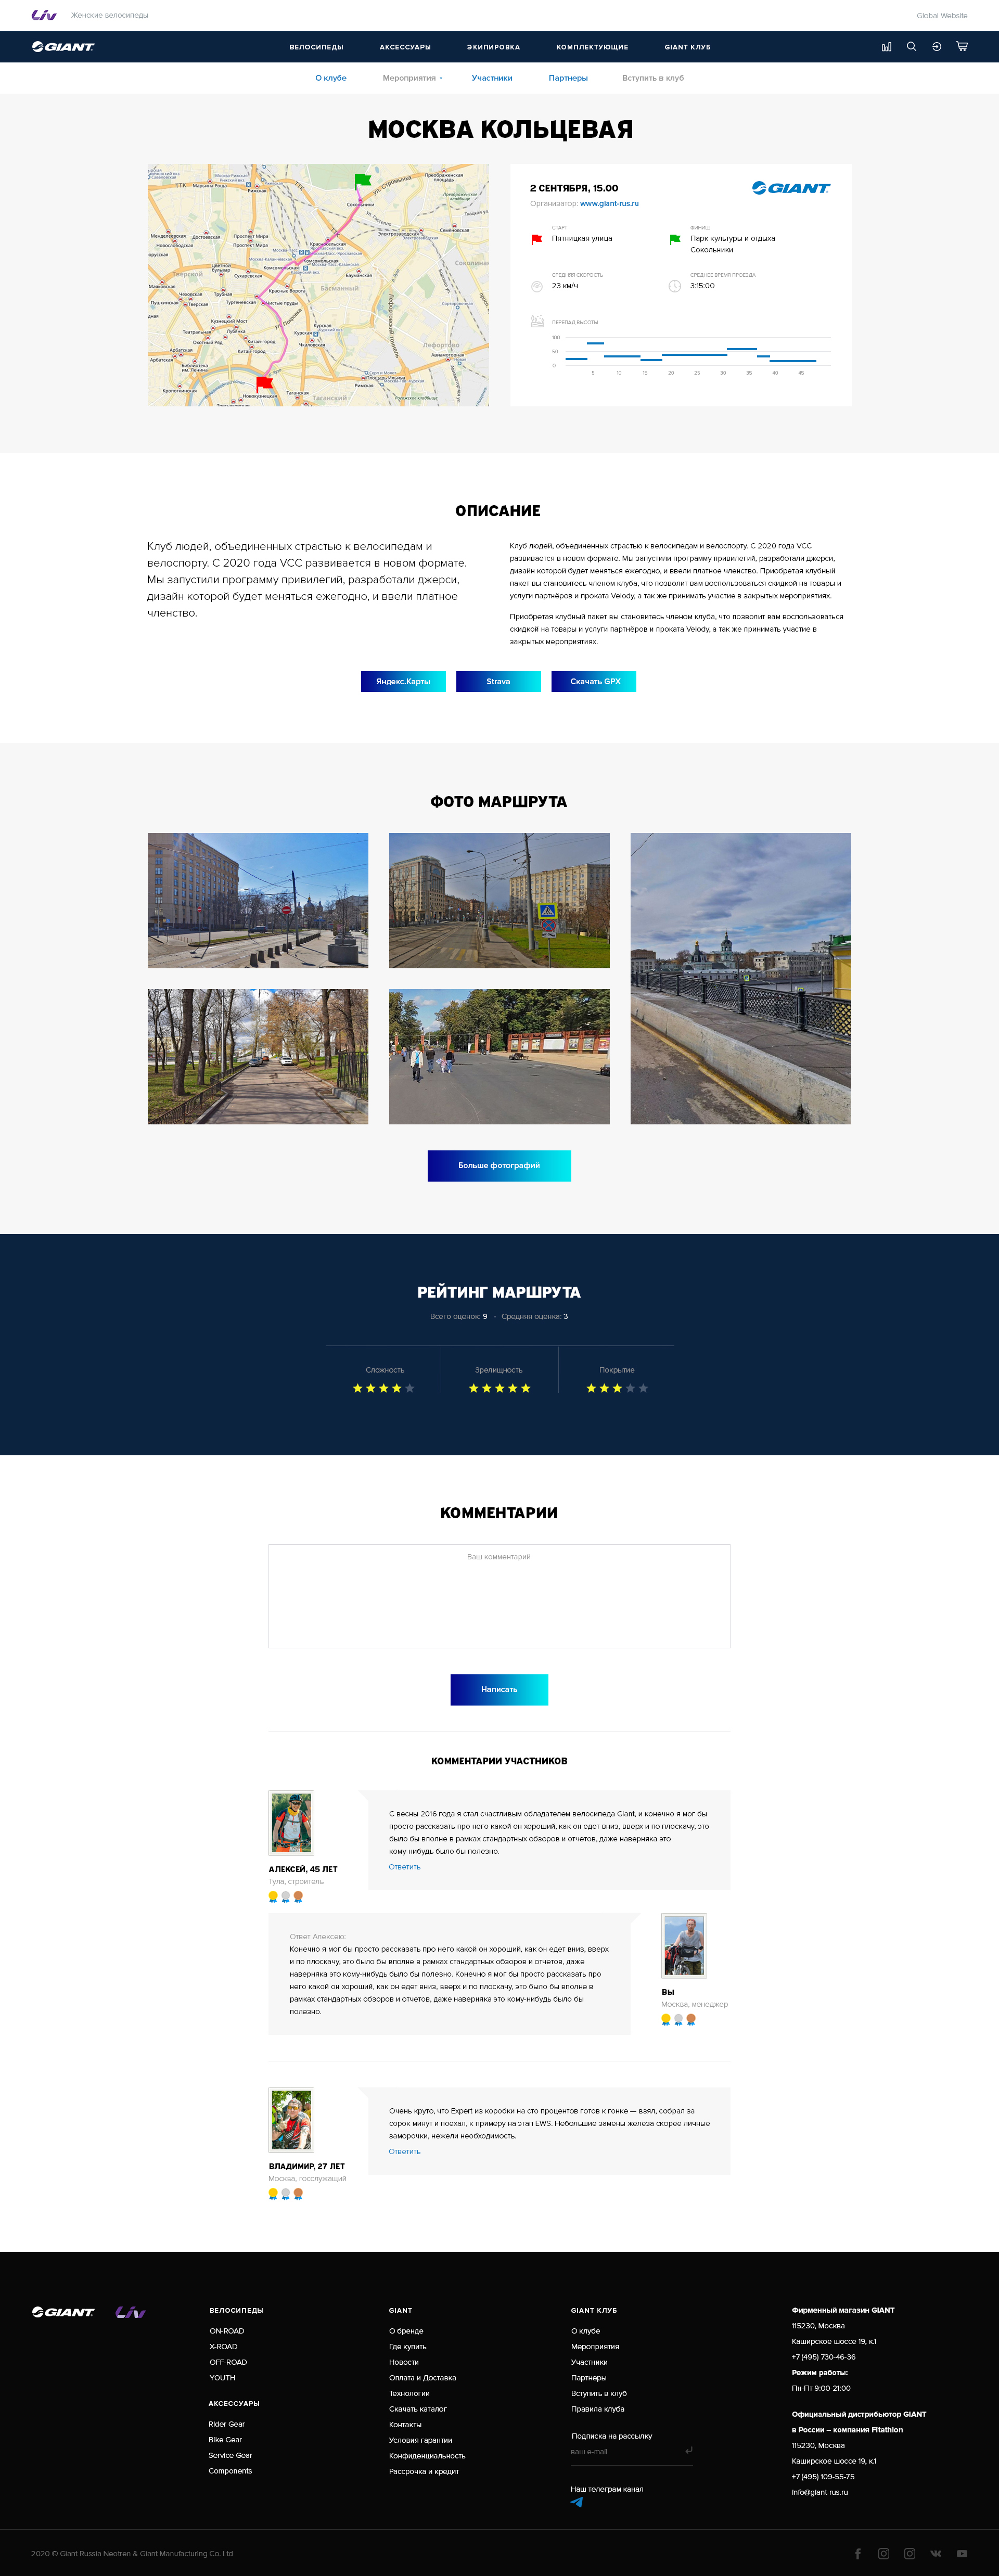 Liv
Женские велосипеды
Global Website
GIANT
ВЕЛОСИПЕДЫ
АКСЕССУАРЫ
ЭКИПИРОВКА
КОМПЛЕКТУЮЩИЕ
GIANT КЛУБ
О клубе
Мероприятия
Участники
Партнеры
Вступить в клуб
МОСКВА КОЛЬЦЕВАЯ
2 СЕНТЯБРЯ, 15.00
GIANT
Организатор: www.giant-rus.ru
СТАРТ
Пятницкая улица
ФИНИШ
Парк культуры и отдыха
Сокольники
СРЕДНЯЯ СКОРОСТЬ
23 км/ч
СРЕДНЕЕ ВРЕМЯ ПРОЕЗДА
3:15:00
ПЕРЕПАД ВЫСОТЫ
100
50
0
5 10 15 20 25 30 35 40 45
ОПИСАНИЕ
Клуб людей, объединенных страстью к велосипедам и
велоспорту. С 2020 года VCC развивается в новом формате.
Мы запустили программу привилегий, разработали джерси,
дизайн которой будет меняться ежегодно, и ввели платное
членство.
Клуб людей, объединенных страстью к велосипедам и велоспорту. С 2020 года VCC
развивается в новом формате. Мы запустили программу привилегий, разработали джерси,
дизайн которой будет меняться ежегодно, и ввели платное членство. Приобретая клубный
пакет вы становитесь членом клуба, что позволит вам воспользоваться скидкой на товары и
услуги партнёров и проката Velody, а так же принимать участие в закрытых мероприятиях.
Приобретая клубный пакет вы становитесь членом клуба, что позволит вам воспользоваться
скидкой на товары и услуги партнёров и проката Velody, а так же принимать участие в
закрытых мероприятиях.
Яндекс.Карты
Strava
Скачать GPX
ФОТО МАРШРУТА
Больше фотографий
РЕЙТИНГ МАРШРУТА
Всего оценок: 9 • Средняя оценка: 3
Сложность
Зрелищность
Покрытие
КОММЕНТАРИИ
Ваш комментарий
Написать
КОММЕНТАРИИ УЧАСТНИКОВ
С весны 2016 года я стал счастливым обладателем велосипеда Giant, и конечно я мог бы
просто рассказать про него какой он хороший, как он едет вниз, вверх и по плоскачу, это
было бы вполне в рамках стандартных обзоров и отчетов, даже наверняка это
кому-нибудь было бы полезно.
Ответить
АЛЕКСЕЙ, 45 ЛЕТ
Тула, строитель
Ответ Алексею:
Конечно я мог бы просто рассказать про него какой он хороший, как он едет вниз, вверх
и по плоскачу, это было бы вполне в рамках стандартных обзоров и отчетов, даже
наверняка это кому-нибудь было бы полезно. Конечно я мог бы просто рассказать про
него какой он хороший, как он едет вниз, вверх и по плоскачу, это было бы вполне в
рамках стандартных обзоров и отчетов, даже наверняка это кому-нибудь было бы
полезно.
ВЫ
Москва, менеджер
Очень круто, что Expert из коробки на сто процентов готов к гонке — взял, собрал за
сорок минут и поехал, к примеру на этап EWS. Небольшие замены железа скорее личные
заморочки, нежели необходимость.
Ответить
ВЛАДИМИР, 27 ЛЕТ
Москва, госслужащий
GIANT
Liv
ВЕЛОСИПЕДЫ
ON-ROAD
X-ROAD
OFF-ROAD
YOUTH
АКСЕССУАРЫ
Rider Gear
Bike Gear
Service Gear
Components
GIANT
О бренде
Где купить
Новости
Оплата и Доставка
Технологии
Скачать каталог
Контакты
Условия гарантии
Конфиденциальность
Рассрочка и кредит
GIANT КЛУБ
О клубе
Мероприятия
Участники
Партнеры
Вступить в клуб
Правила клуба
Подписка на рассылку
ваш e-mail
Наш телеграм канал
Фирменный магазин GIANT
115230, Москва
Каширское шоссе 19, к.1
+7 (495) 730-46-36
Режим работы:
Пн-Пт 9:00-21:00
Официальный дистрибьютор GIANT
в России – компания Fitathlon
115230, Москва
Каширское шоссе 19, к.1
+7 (495) 109-55-75
info@giant-rus.ru
2020 © Giant Russia Neotren & Giant Manufacturing Co. Ltd